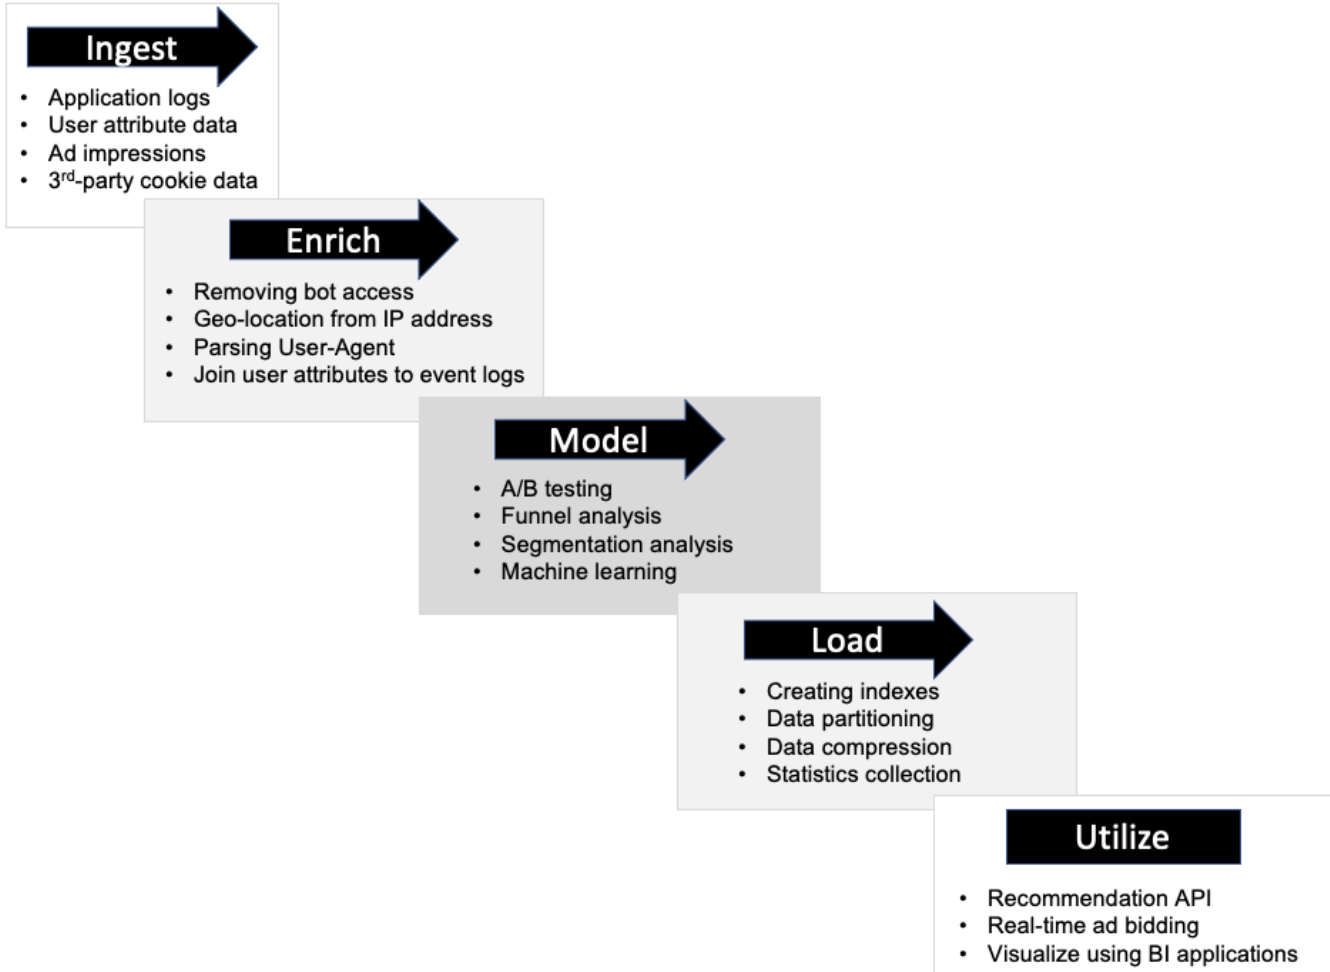 Ingest
• Application logs
• User attribute data
• Ad impressions
• 3rd-party cookie data
Enrich
• Removing bot access
• Geo-location from IP address
• Parsing User-Agent
• Join user attributes to event logs
Model
• A/B testing
• Funnel analysis
• Segmentation analysis
• Machine learning
Load
• Creating indexes
• Data partitioning
• Data compression
• Statistics collection
Utilize
• Recommendation API
• Real-time ad bidding
• Visualize using BI applications